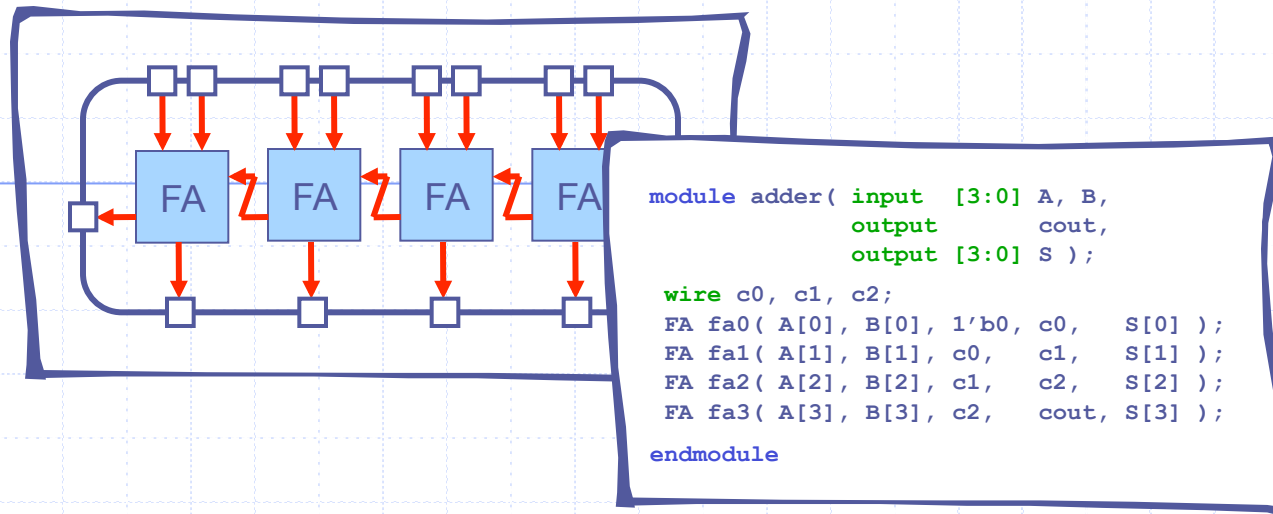 FA FA FA FA
module adder( input [3:0] A, B,
output cout,
output [3:0] S );
wire c0, c1, c2;
FA fa0( A[0], B[0], 1’b0, c0, S[0] );
FA fa1( A[1], B[1], c0, c1, S[1] );
FA fa2( A[2], B[2], c1, c2, S[2] );
FA fa3( A[3], B[3], c2, cout, S[3] );
endmodule